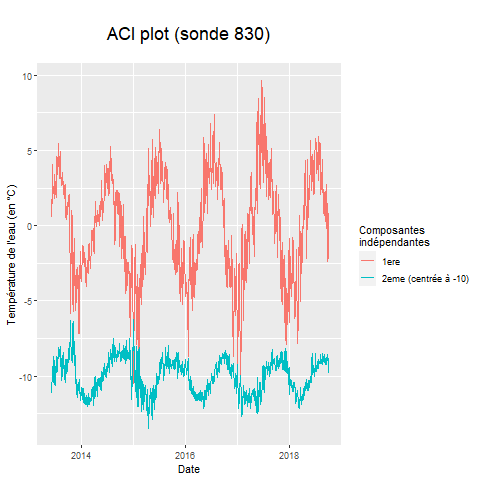 ACI plot (sonde 830)
Température de l'eau (en °C)
10
5
0
-5
-10
2014
2016
2018
Date
Composantes
indépendantes
1ere
2eme (centrée à -10)